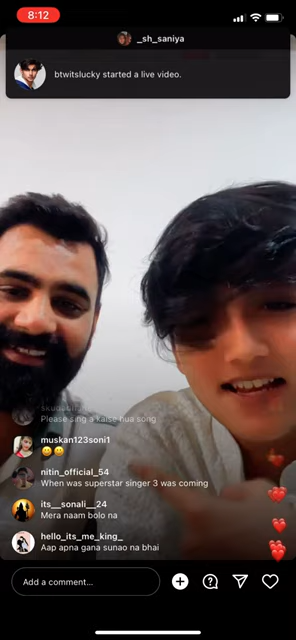 8:12
_sh_saniya
btwitslucky started a live video.
Please sing a kaise hua song
muskan123soni1
😄😄
nitin_official_54
When was superstar singer 3 was coming
its__sonali__24
Mera naam bolo na
hello_its_me_king_
Aap apna gana sunao na bhai
Add a comment...